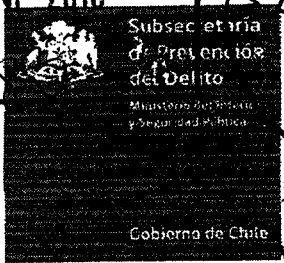 Subsecretaría
de Prevención
del Delito
Ministerio del Interior
y Seguridad Pública
Gobierno de Chile